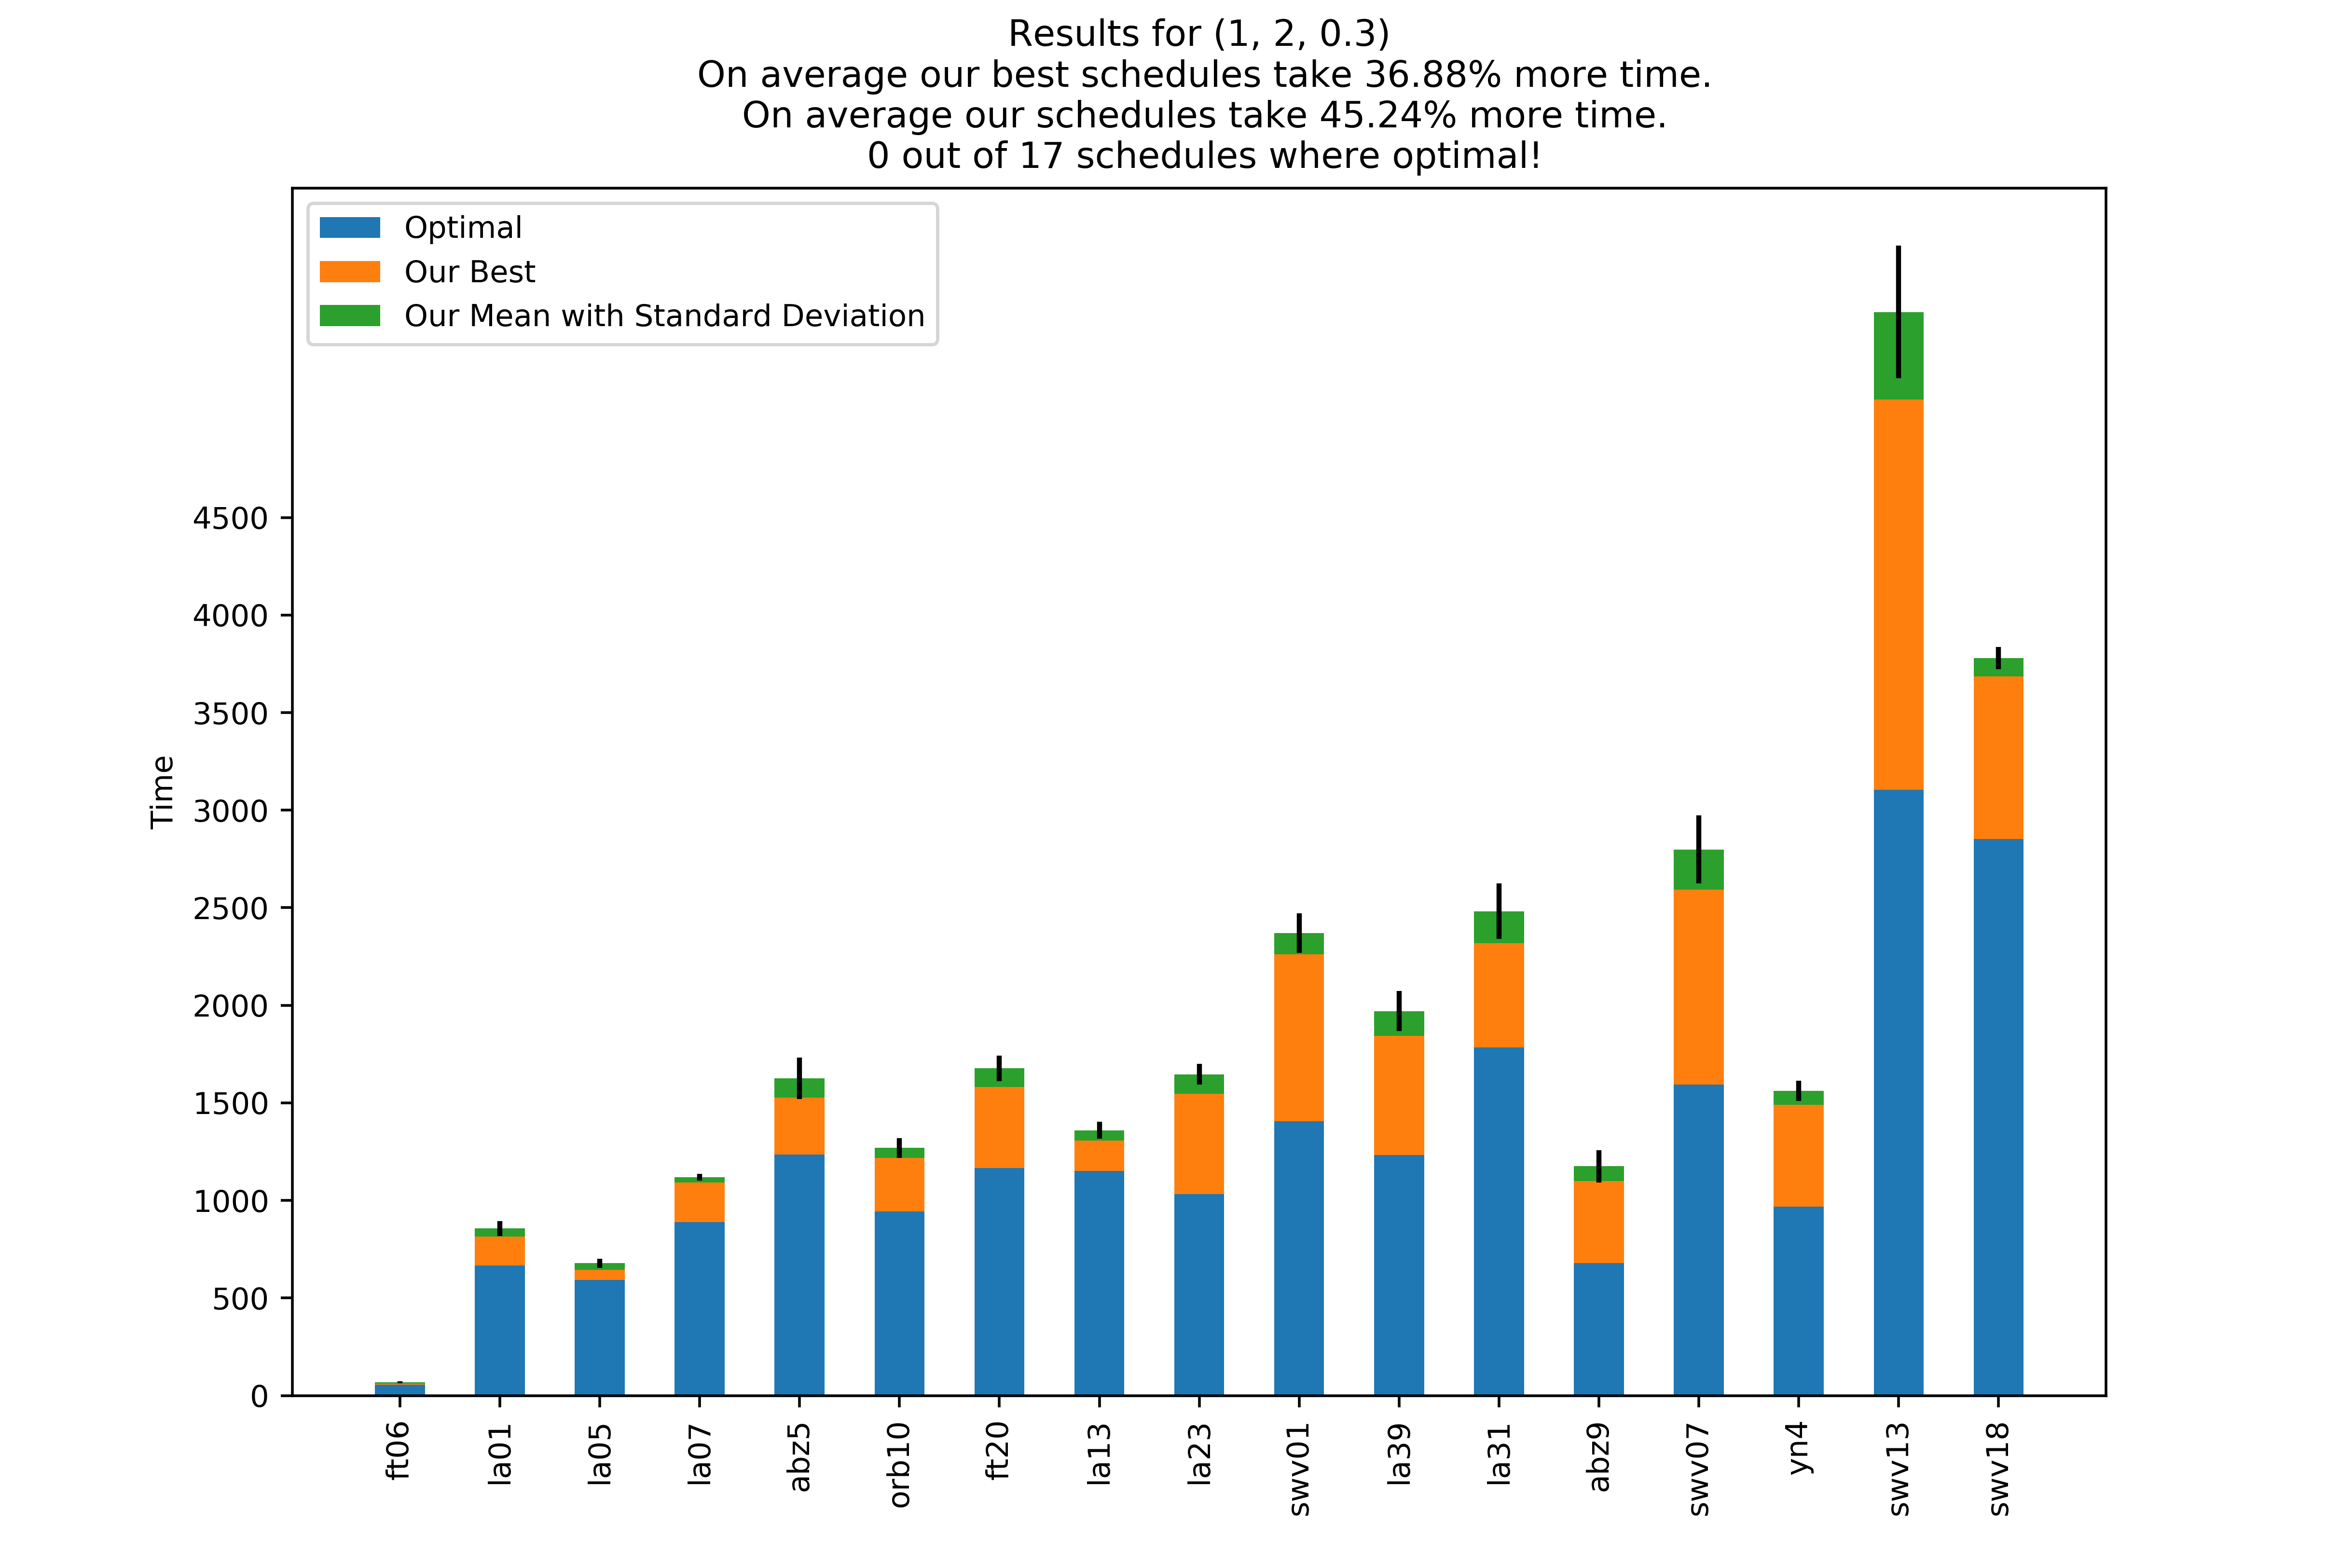 Results for (1, 2, 0.3)
On average our best schedules take 36.88% more time.
On average our schedules take 45.24% more time.
0 out of 17 schedules where optimal!
Optimal
Our Best
Our Mean with Standard Deviation
4500
4000
3500
3000
2500
2000
1500
1000
500
0
Time
ft06
la01
la05
la07
abz5
orb10
ft20
la13
la23
swv01
la39
la31
abz9
swv07
yn4
swv13
swv18